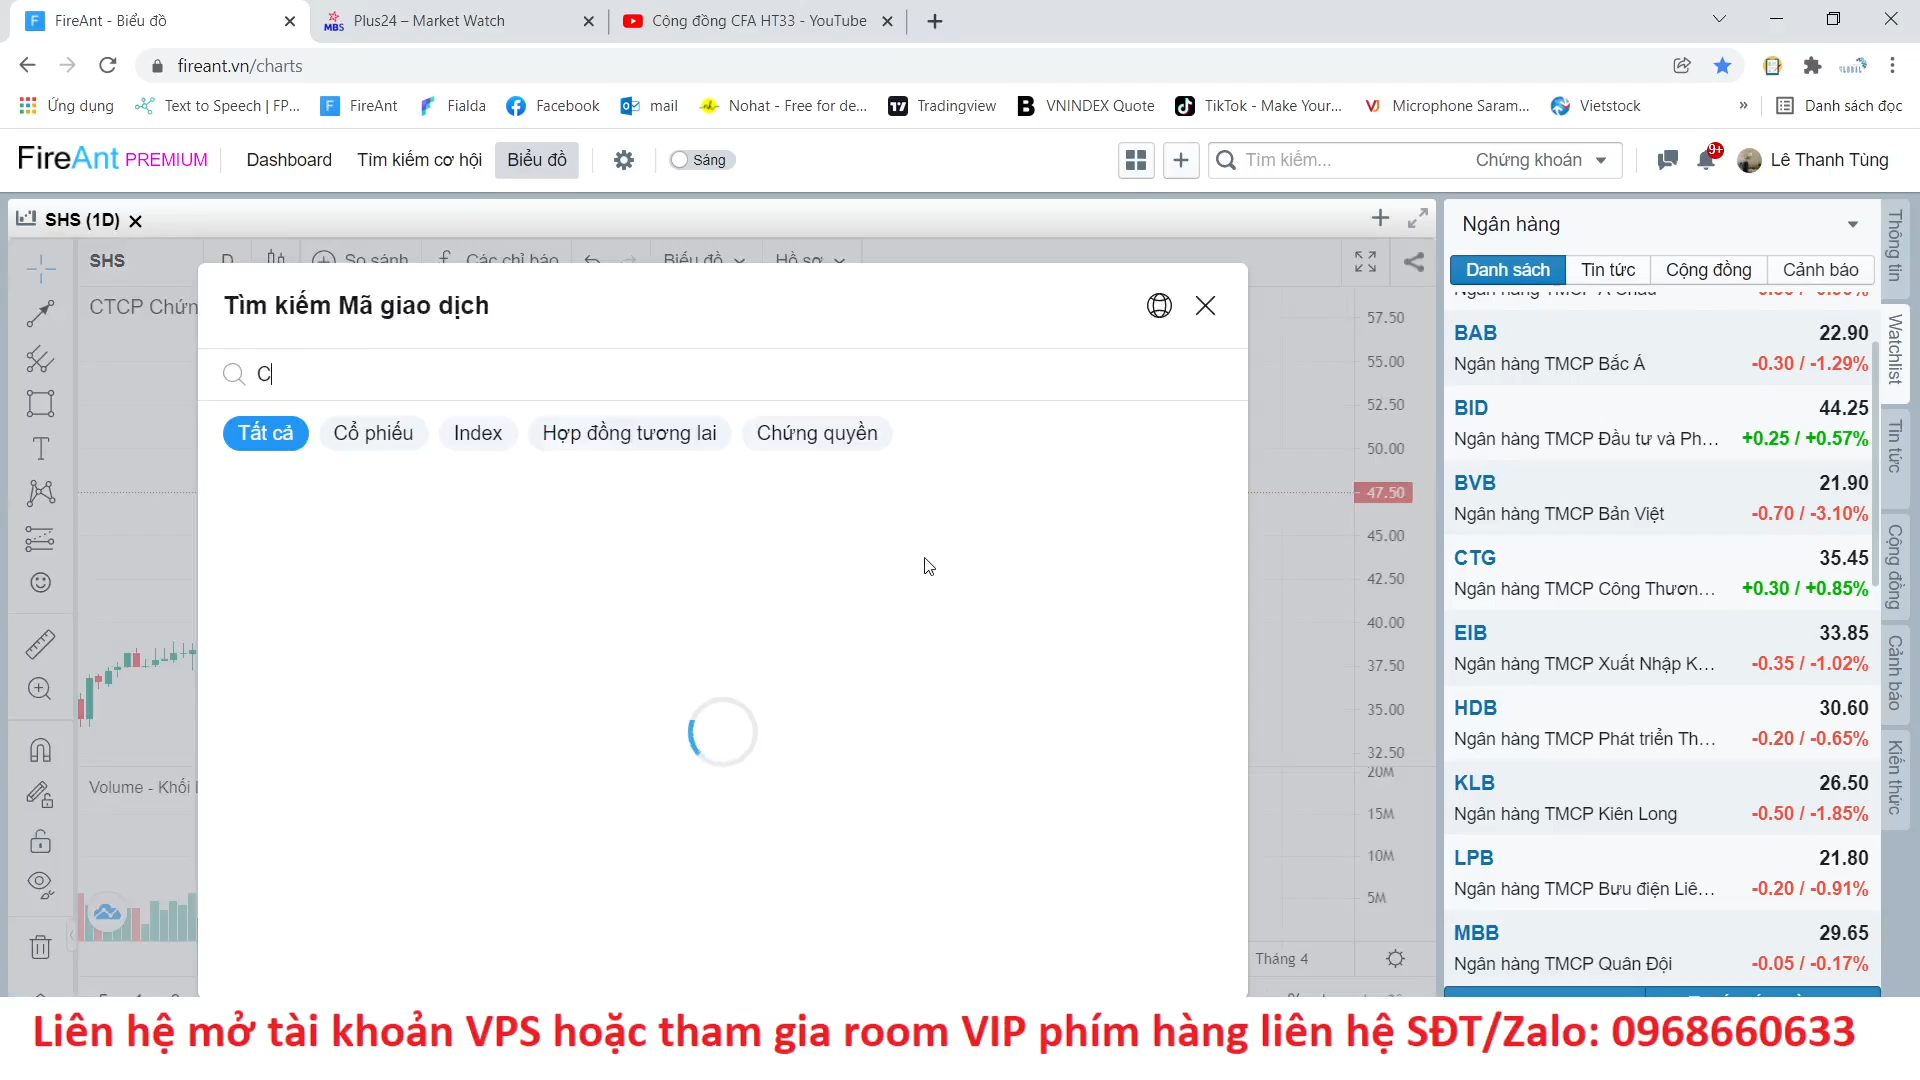 FireAnt - Biểu đồ
Plus24 – Market Watch
Cộng đồng CFA HT33 - YouTube
fireant.vn/charts
Ứng dụng
Text to Speech | FP...
FireAnt
Fialda
Facebook
mail
Nohat - Free for de...
Tradingview
VNINDEX Quote
TikTok - Make Your...
Microphone Saram...
Vietstock
»
Danh sách đọc
FireAnt PREMIUM
Dashboard
Tìm kiếm cơ hội
Biểu đồ
Sáng
Tìm kiếm...
Chứng khoán
9+
Lê Thanh Tùng
SHS (1D)
SHS
D
So sánh
Các chỉ báo
Biểu đồ
Hồ sơ
CTCP Chứn
Tìm kiếm Mã giao dịch
C
Tất cả
Cổ phiếu
Index
Hợp đồng tương lai
Chứng quyền
Volume - Khối l
57.50
55.00
52.50
50.00
47.50
45.00
42.50
40.00
37.50
35.00
32.50
20M
15M
10M
5M
Tháng 4
Ngân hàng
Danh sách
Tin tức
Cộng đồng
Cảnh báo
BAB 22.90
Ngân hàng TMCP Bắc Á -0.30 / -1.29%
BID 44.25
Ngân hàng TMCP Đầu tư và Ph... +0.25 / +0.57%
BVB 21.90
Ngân hàng TMCP Bản Việt -0.70 / -3.10%
CTG 35.45
Ngân hàng TMCP Công Thươn... +0.30 / +0.85%
EIB 33.85
Ngân hàng TMCP Xuất Nhập K... -0.35 / -1.02%
HDB 30.60
Ngân hàng TMCP Phát triển Th... -0.20 / -0.65%
KLB 26.50
Ngân hàng TMCP Kiên Long -0.50 / -1.85%
LPB 21.80
Ngân hàng TMCP Bưu điện Liê... -0.20 / -0.91%
MBB 29.65
Ngân hàng TMCP Quân Đội -0.05 / -0.17%
Thông tin
Watchlist
Tin tức
Cộng đồng
Cảnh báo
Kiến thức
Liên hệ mở tài khoản VPS hoặc tham gia room VIP phím hàng liên hệ SĐT/Zalo: 0968660633